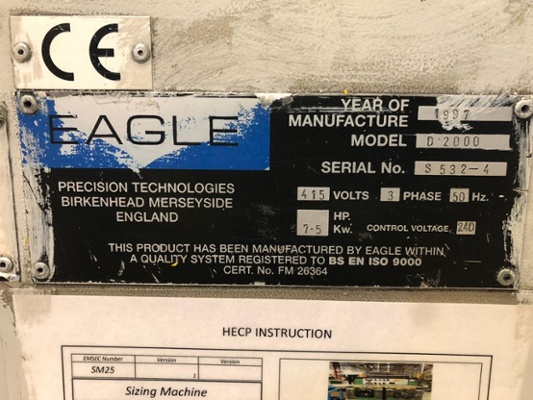 CE
EAGLE
YEAR OF
MANUFACTURE 1997
MODEL D 2000
SERIAL No. S 532-4
PRECISION TECHNOLOGIES
BIRKENHEAD MERSEYSIDE
ENGLAND
415 VOLTS 3 PHASE 50 Hz.
HP.
7·5 Kw. CONTROL VOLTAGE, 240
THIS PRODUCT HAS BEEN MANUFACTURED BY EAGLE WITHIN
A QUALITY SYSTEM REGISTERED TO BS EN ISO 9000
CERT. No. FM 26364
HECP INSTRUCTION
EMSEC Number Version Version
SM25 1
Sizing Machine